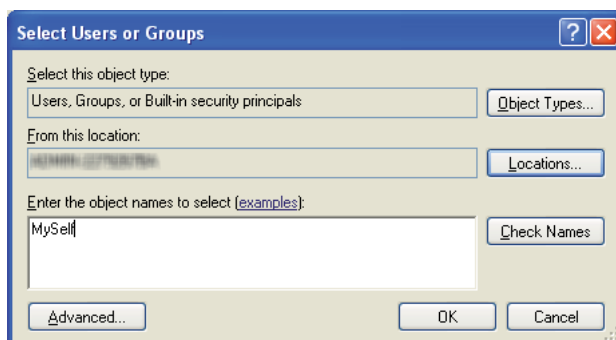 Select Users or Groups
Select this object type:
Users, Groups, or Built-in security principals
Object Types...
From this location:
Locations...
Enter the object names to select (examples):
MySelf
Check Names
Advanced...
OK
Cancel